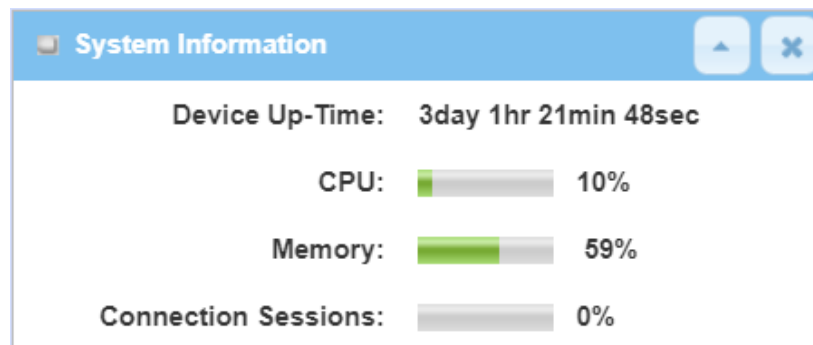 System Information
Device Up-Time: 3day 1hr 21min 48sec
CPU: 10%
Memory: 59%
Connection Sessions: 0%